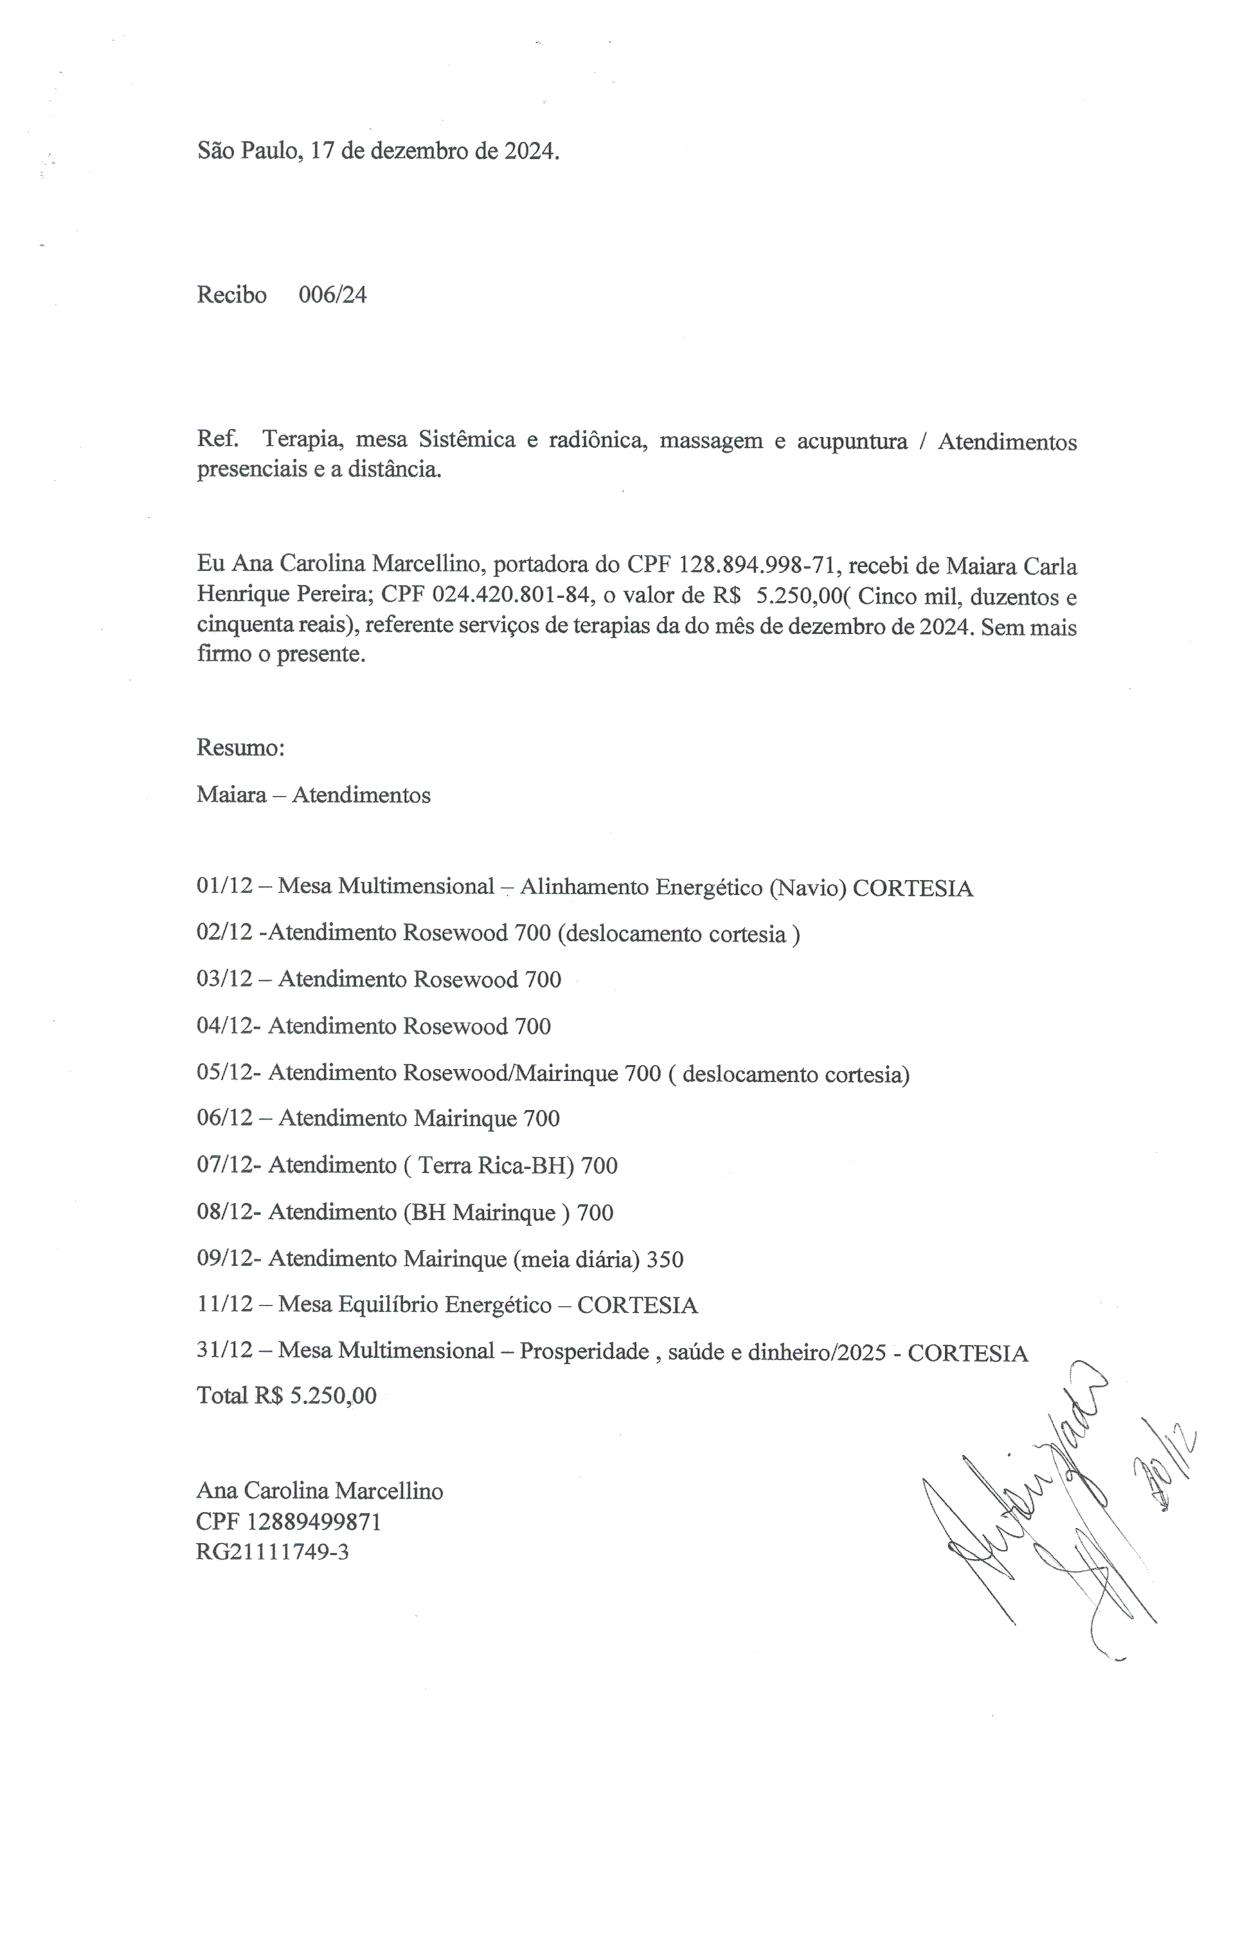 São Paulo, 17 de dezembro de 2024.
Recibo 006/24
Ref. Terapia, mesa Sistêmica e radiônica, massagem e acupuntura / Atendimentos
presenciais e a distância.
Eu Ana Carolina Marcellino, portadora do CPF 128.894.998-71, recebi de Maiara Carla
Henrique Pereira; CPF 024.420.801-84, o valor de R$ 5.250,00( Cinco mil, duzentos e
cinquenta reais), referente serviços de terapias da do mês de dezembro de 2024. Sem mais
firmo o presente.
Resumo:
Maiara – Atendimentos
01/12 – Mesa Multimensional – Alinhamento Energético (Navio) CORTESIA
02/12 -Atendimento Rosewood 700 (deslocamento cortesia )
03/12 – Atendimento Rosewood 700
04/12- Atendimento Rosewood 700
05/12- Atendimento Rosewood/Mairinque 700 ( deslocamento cortesia)
06/12 – Atendimento Mairinque 700
07/12- Atendimento ( Terra Rica-BH) 700
08/12- Atendimento (BH Mairinque ) 700
09/12- Atendimento Mairinque (meia diária) 350
11/12 – Mesa Equilíbrio Energético – CORTESIA
31/12 – Mesa Multimensional – Prosperidade , saúde e dinheiro/2025 - CORTESIA
Total R$ 5.250,00
Ana Carolina Marcellino
CPF 12889499871
RG21111749-3
Autorizado